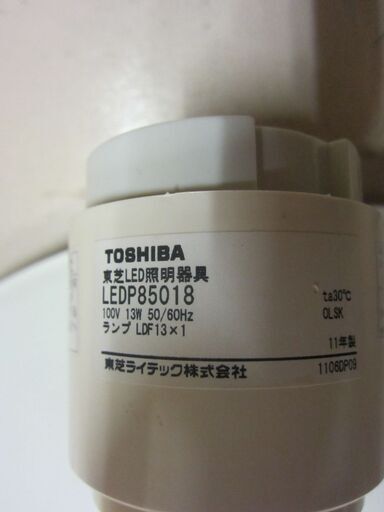 TOSHIBA
東芝LED照明器具
LEDP85018
100V 13W 50/60Hz
ランプ LDF13×1
東芝ライテック株式会社
ta30℃
OLSK
11年製
1106DP09